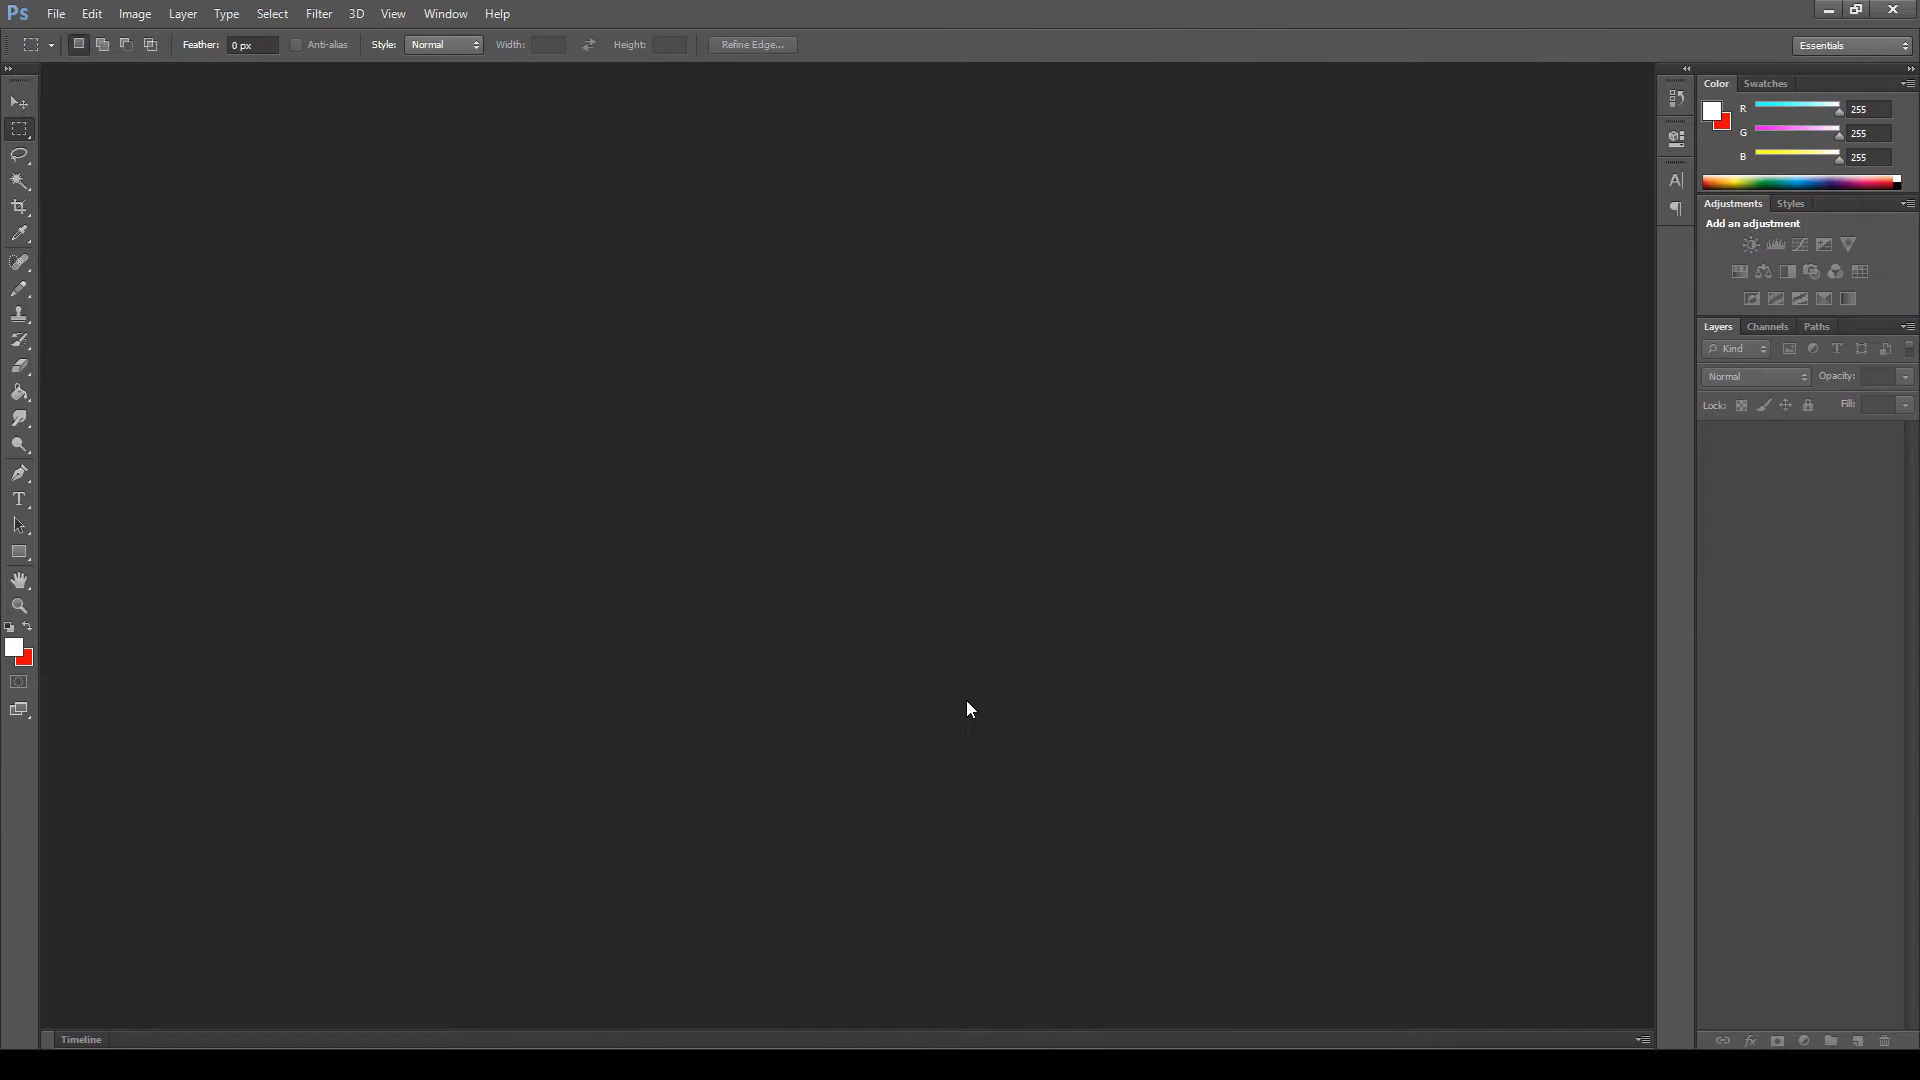 Ps File Edit Image Layer Type Select Filter 3D View Window Help
Feather: 0 px Anti-alias Style: Normal Width: Height: Refine Edge... Essentials
Color Swatches
R 255
G 255
B 255
Adjustments Styles
Add an adjustment
Layers Channels Paths
Kind
Normal Opacity:
Lock: Fill:
Timeline